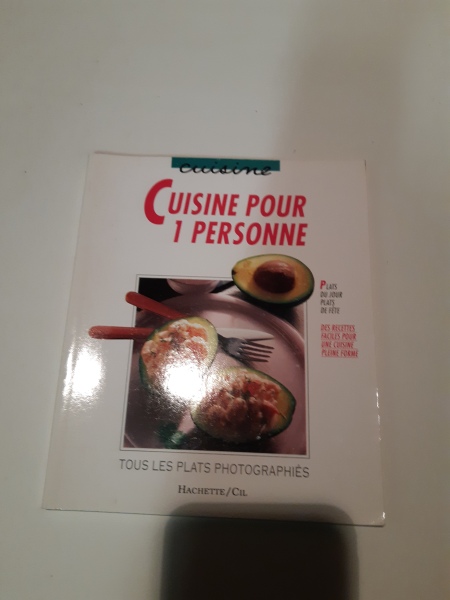 cuisine
CUISINE POUR
1 PERSONNE
PLATS
DU JOUR
PLATS
DE FÊTE
DES RECETTES
FACILES POUR
UNE CUISINE
PLEINE FORME
TOUS LES PLATS PHOTOGRAPHIÉS
HACHETTE/CIL